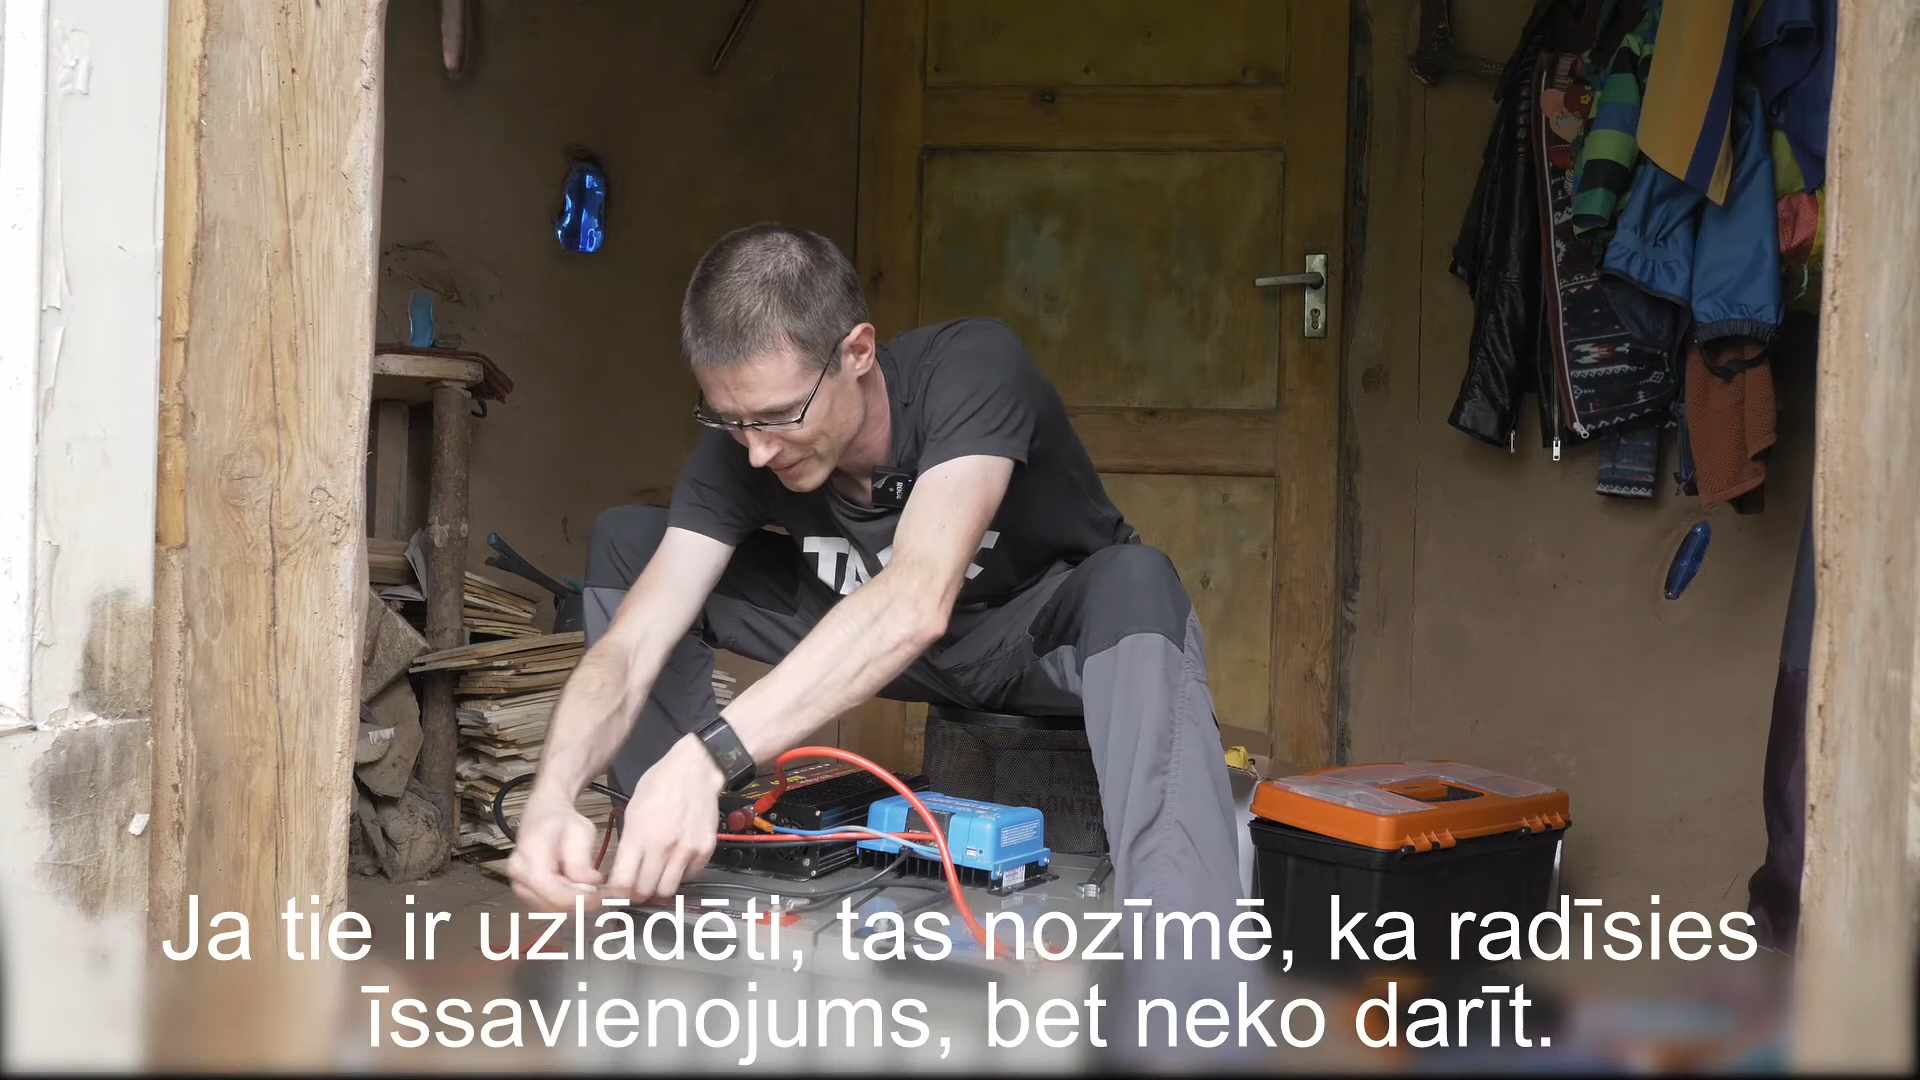 Ja tie ir uzlādēti, tas nozīmē, ka radīsies
īssavienojums, bet neko darīt.